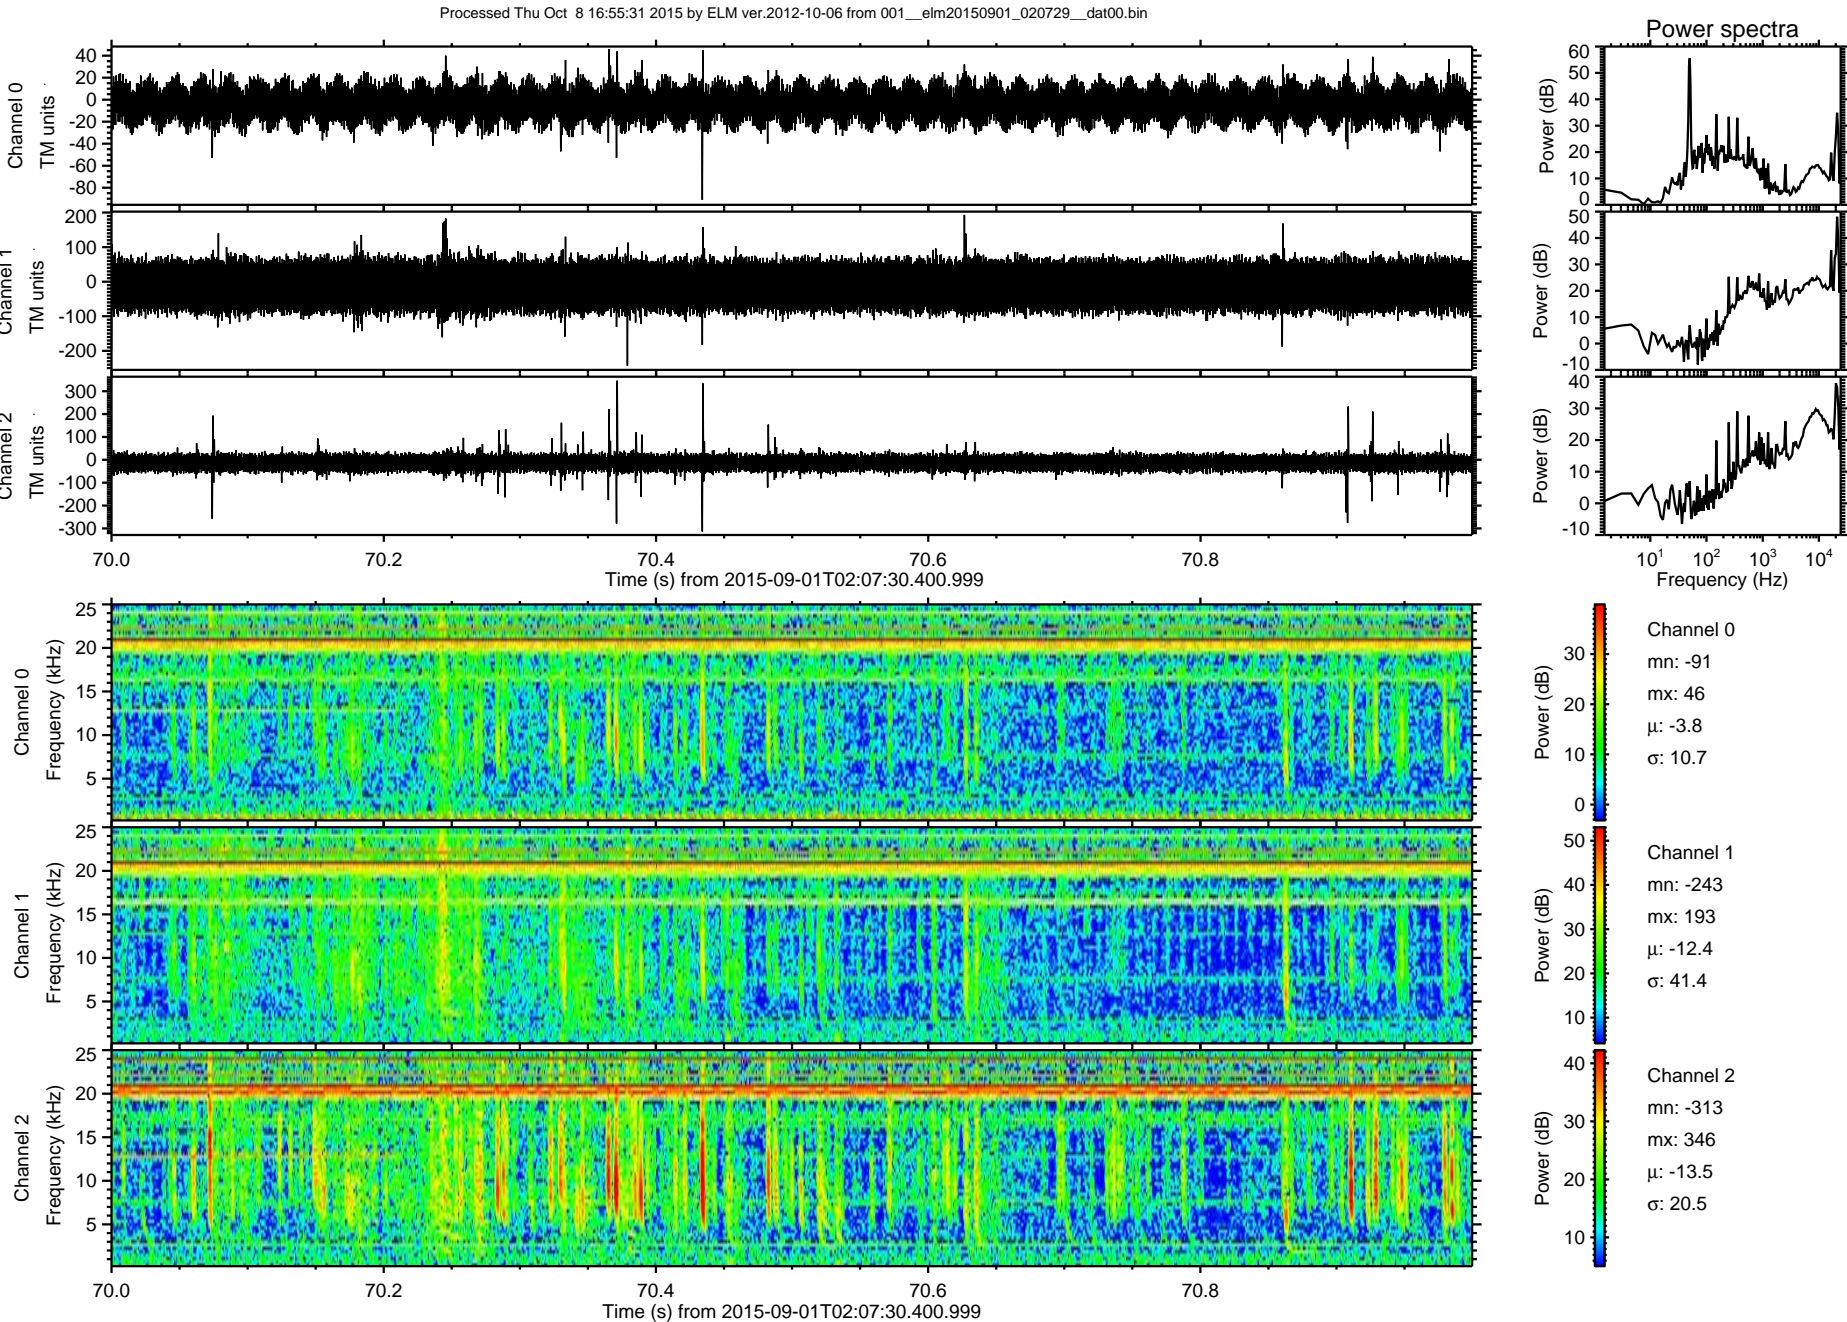 Processed Thu Oct 8 16:55:31 2015 by ELM ver.2012-10-06 from 001__elm20150901_020729__dat00.bin
Power spectra
Channel 0
TM units
40
20
0
-20
-40
-60
-80
Power (dB)
60
50
40
30
20
10
0
Channel 1
TM units
200
100
0
-100
-200
Power (dB)
50
40
30
20
10
0
-10
Channel 2
TM units
300
200
100
0
-100
-200
-300
Power (dB)
40
30
20
10
0
-10
70.0 70.2 70.4 70.6 70.8
Time (s) from 2015-09-01T02:07:30.400.999
10¹ 10² 10³ 10⁴
Frequency (Hz)
Channel 0
Frequency (kHz)
25
20
15
10
5
Power (dB)
30
20
10
0
Channel 0
mn: -91
mx: 46
μ: -3.8
σ: 10.7
Channel 1
Frequency (kHz)
25
20
15
10
5
Power (dB)
50
40
30
20
10
Channel 1
mn: -243
mx: 193
μ: -12.4
σ: 41.4
Channel 2
Frequency (kHz)
25
20
15
10
5
Power (dB)
40
30
20
10
Channel 2
mn: -313
mx: 346
μ: -13.5
σ: 20.5
70.0 70.2 70.4 70.6 70.8
Time (s) from 2015-09-01T02:07:30.400.999